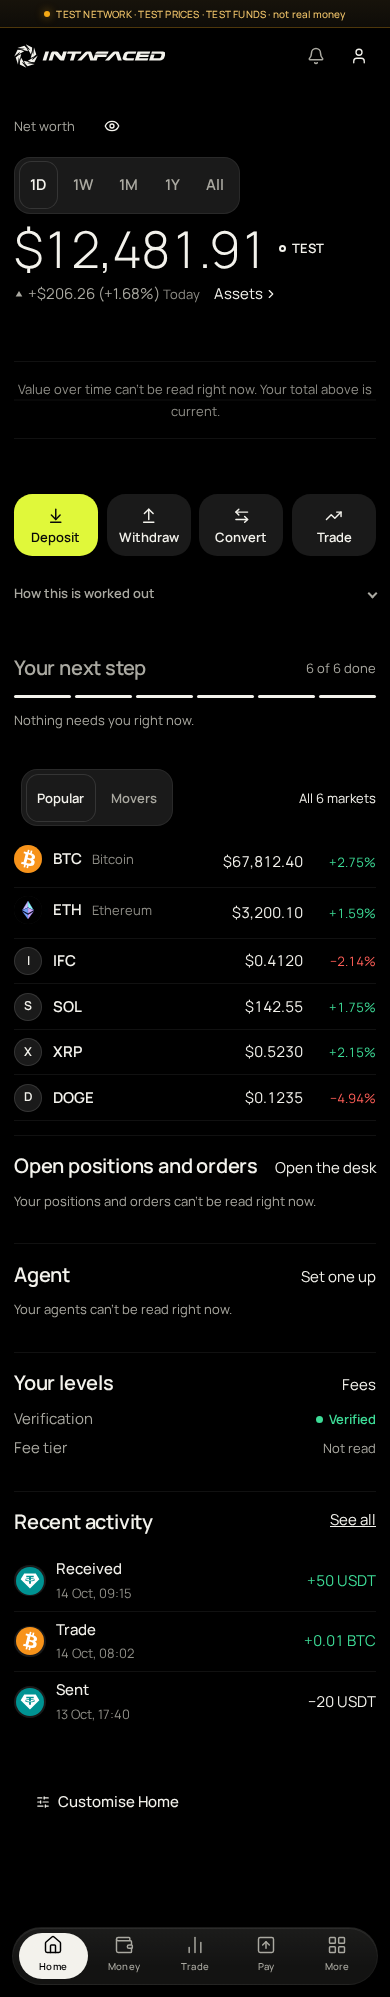 TEST NETWORK · TEST PRICES · TEST FUNDS · not real money
INTAFACED
Net worth
1D 1W 1M 1Y All
$12,481.91 TEST
+$206.26 (+1.68%) Today Assets
Value over time can't be read right now. Your total above is
current.
Deposit Withdraw Convert Trade
How this is worked out
Your next step 6 of 6 done
Nothing needs you right now.
Popular Movers All 6 markets
BTC Bitcoin $67,812.40 +2.75%
ETH Ethereum $3,200.10 +1.59%
I IFC $0.4120 −2.14%
S SOL $142.55 +1.75%
X XRP $0.5230 +2.15%
D DOGE $0.1235 −4.94%
Open positions and orders Open the desk
Your positions and orders can't be read right now.
Agent Set one up
Your agents can't be read right now.
Your levels Fees
Verification Verified
Fee tier Not read
Recent activity See all
Received
14 Oct, 09:15 +50 USDT
Trade
14 Oct, 08:02 +0.01 BTC
Sent
13 Oct, 17:40 −20 USDT
Customise Home
Home Money Trade Pay More